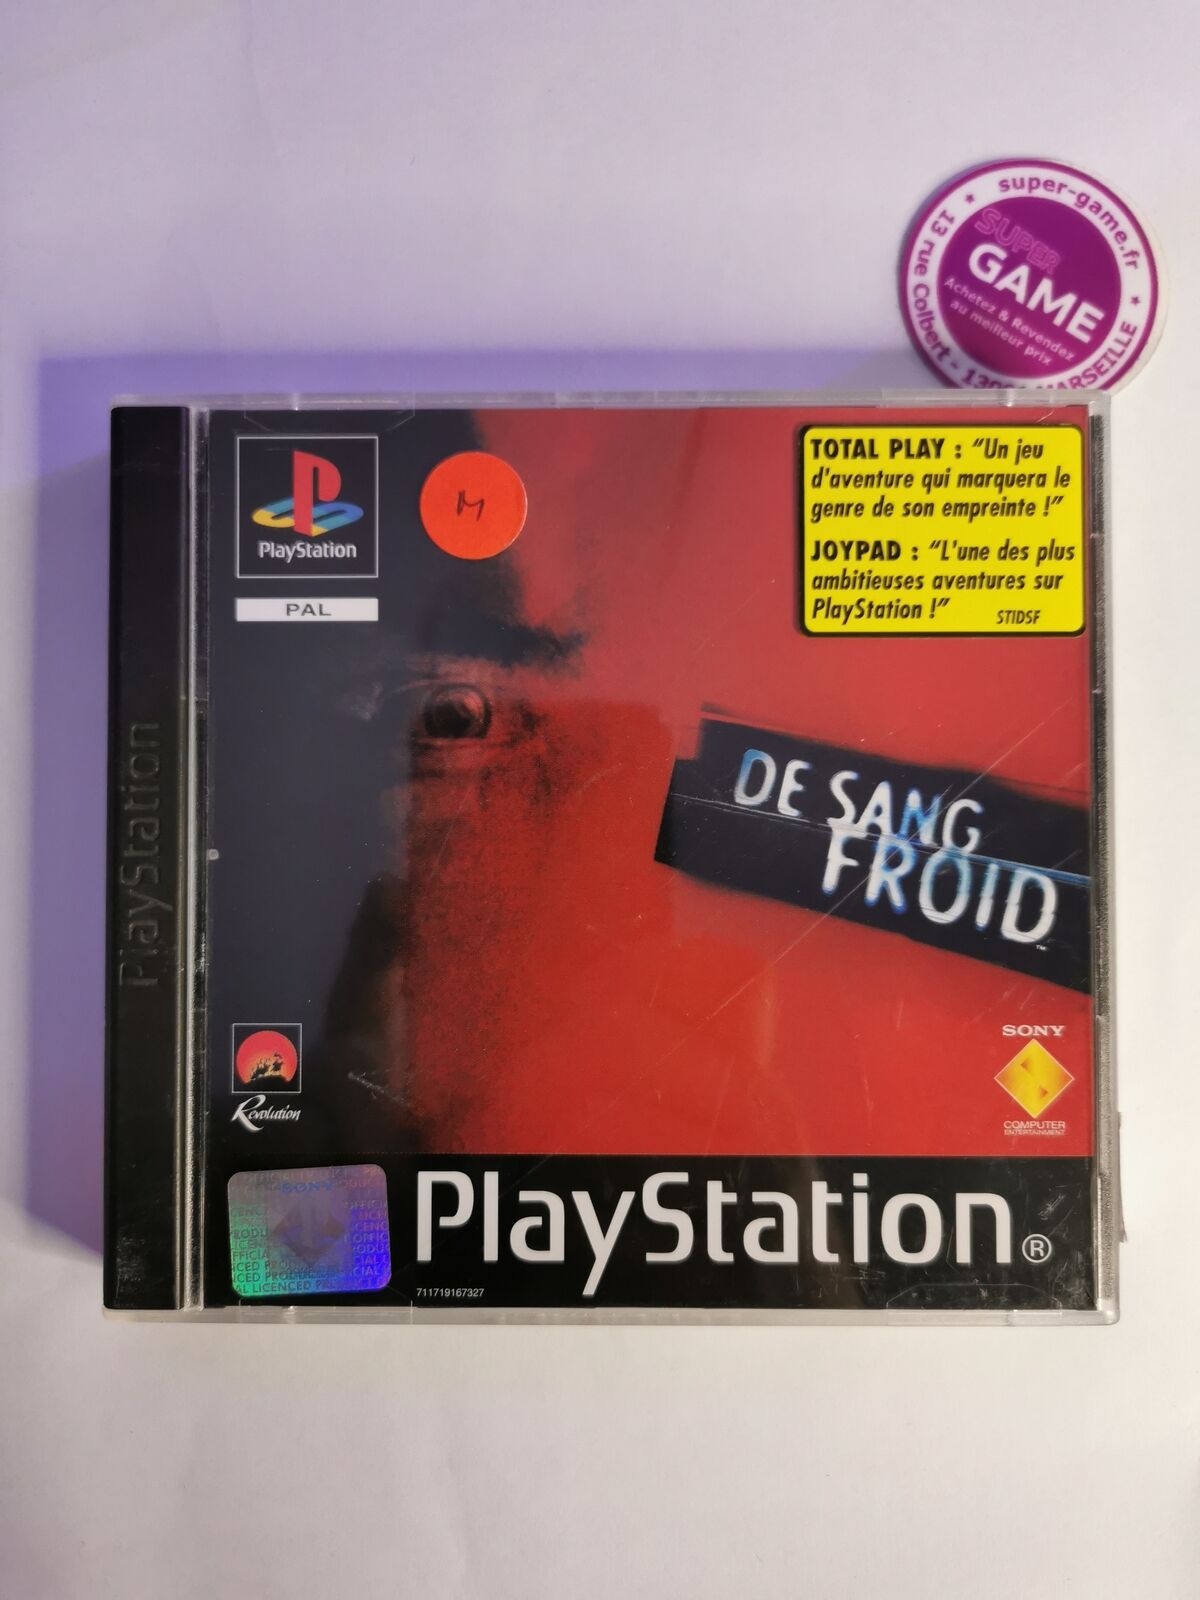 super-game.fr
SUPER
GAME
Achetez & Revendez
au meilleur prix
13 rue Colbert - MARSEILLE
PlayStation
PAL
M
TOTAL PLAY : “Un jeu
d'aventure qui marquera le
genre de son empreinte !”
JOYPAD : “L'une des plus
ambitieuses aventures sur
PlayStation !”
STIDSF
PlayStation
DE SANG
FROID
™
Revolution
SONY
COMPUTER
ENTERTAINMENT
SONY
PlayStation®
711719167327